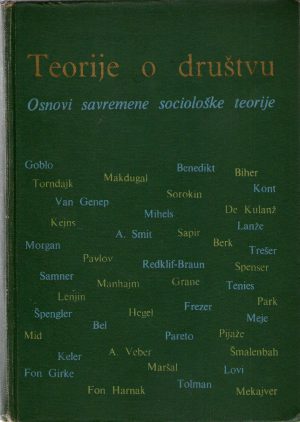 Teorije o društvu
Osnovi savremene sociološke teorije
Goblo
Benedikt
Biher
Makdugal
Torndajk
Kont
Sorokin
Van Genep
De Kulanž
Mihels
Kejns
Lanže
A. Smit
Sapir
Berk
Morgan
Trešer
Pavlov
Redklif-Braun
Spenser
Samner
Manhajm
Grane
Tenies
Lenjin
Park
Frezer
Špengler
Hegel
Meje
Bel
Mid
Pareto
Pijaže
Keler
A. Veber
Šmalenbah
Maršal
Lovi
Fon Girke
Tolman
Fon Harnak
Mekajver